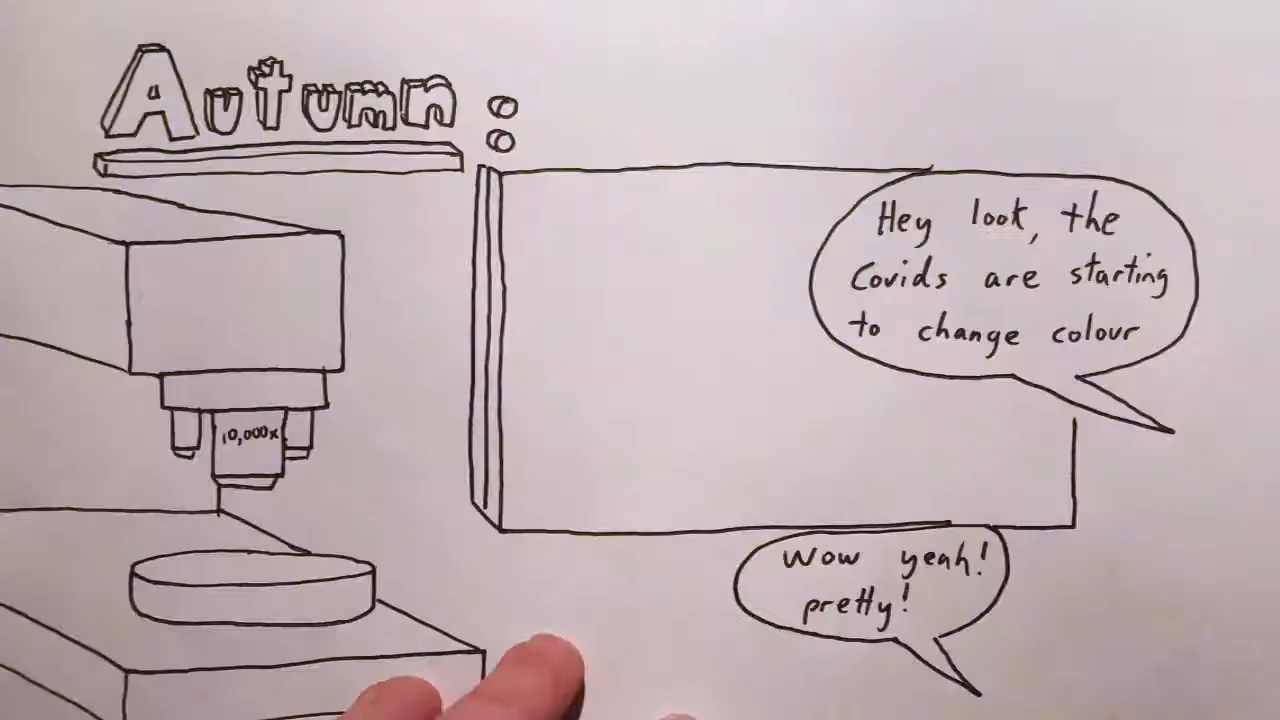 Autumn :
Hey look, the
Covids are starting
to change colour
10,000x
Wow yeah!
pretty!